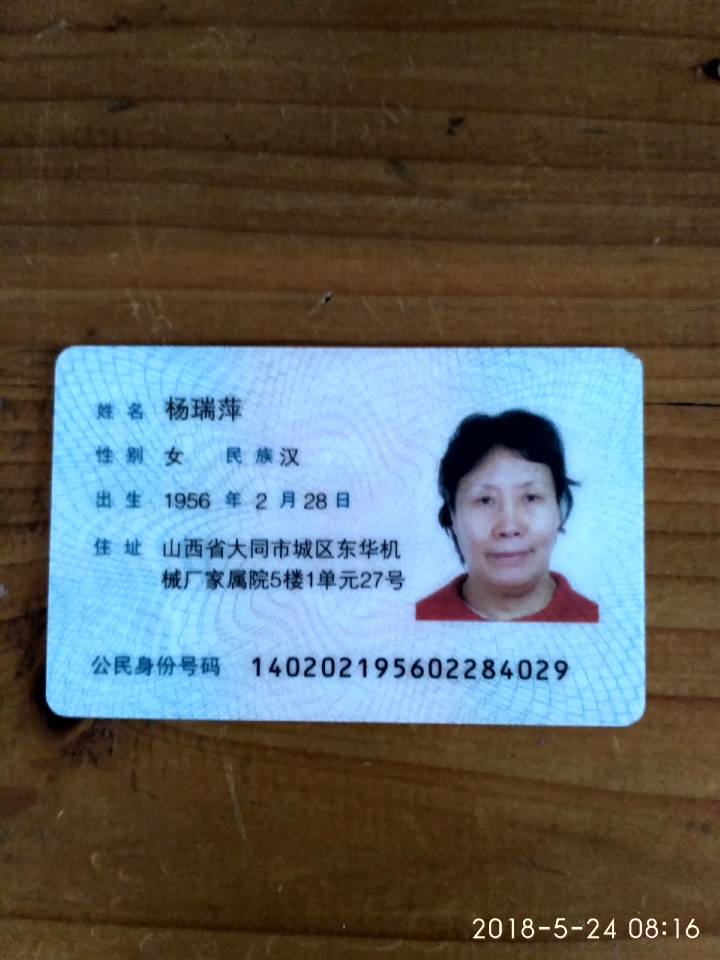 姓名 杨瑞萍
性别 女 民族 汉
出生 1956 年 2 月 28 日
住址 山西省大同市城区东华机
械厂家属院5楼1单元27号
公民身份号码 140202195602284029
2018-5-24 08:16